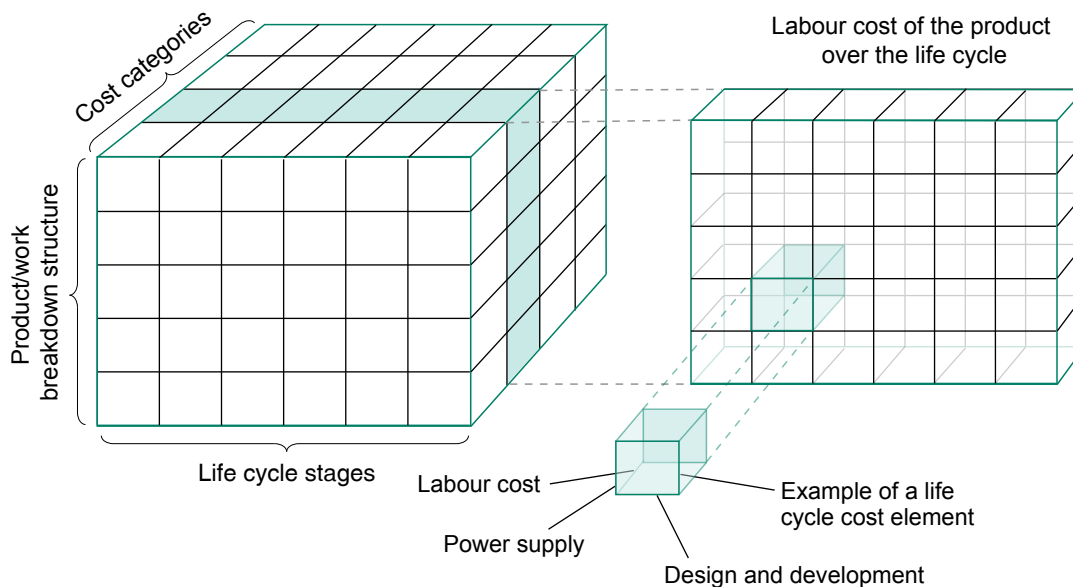 Cost categories
Product/work
breakdown structure
Life cycle stages
Labour cost of the product
over the life cycle
Labour cost
Power supply
Design and development
Example of a life
cycle cost element